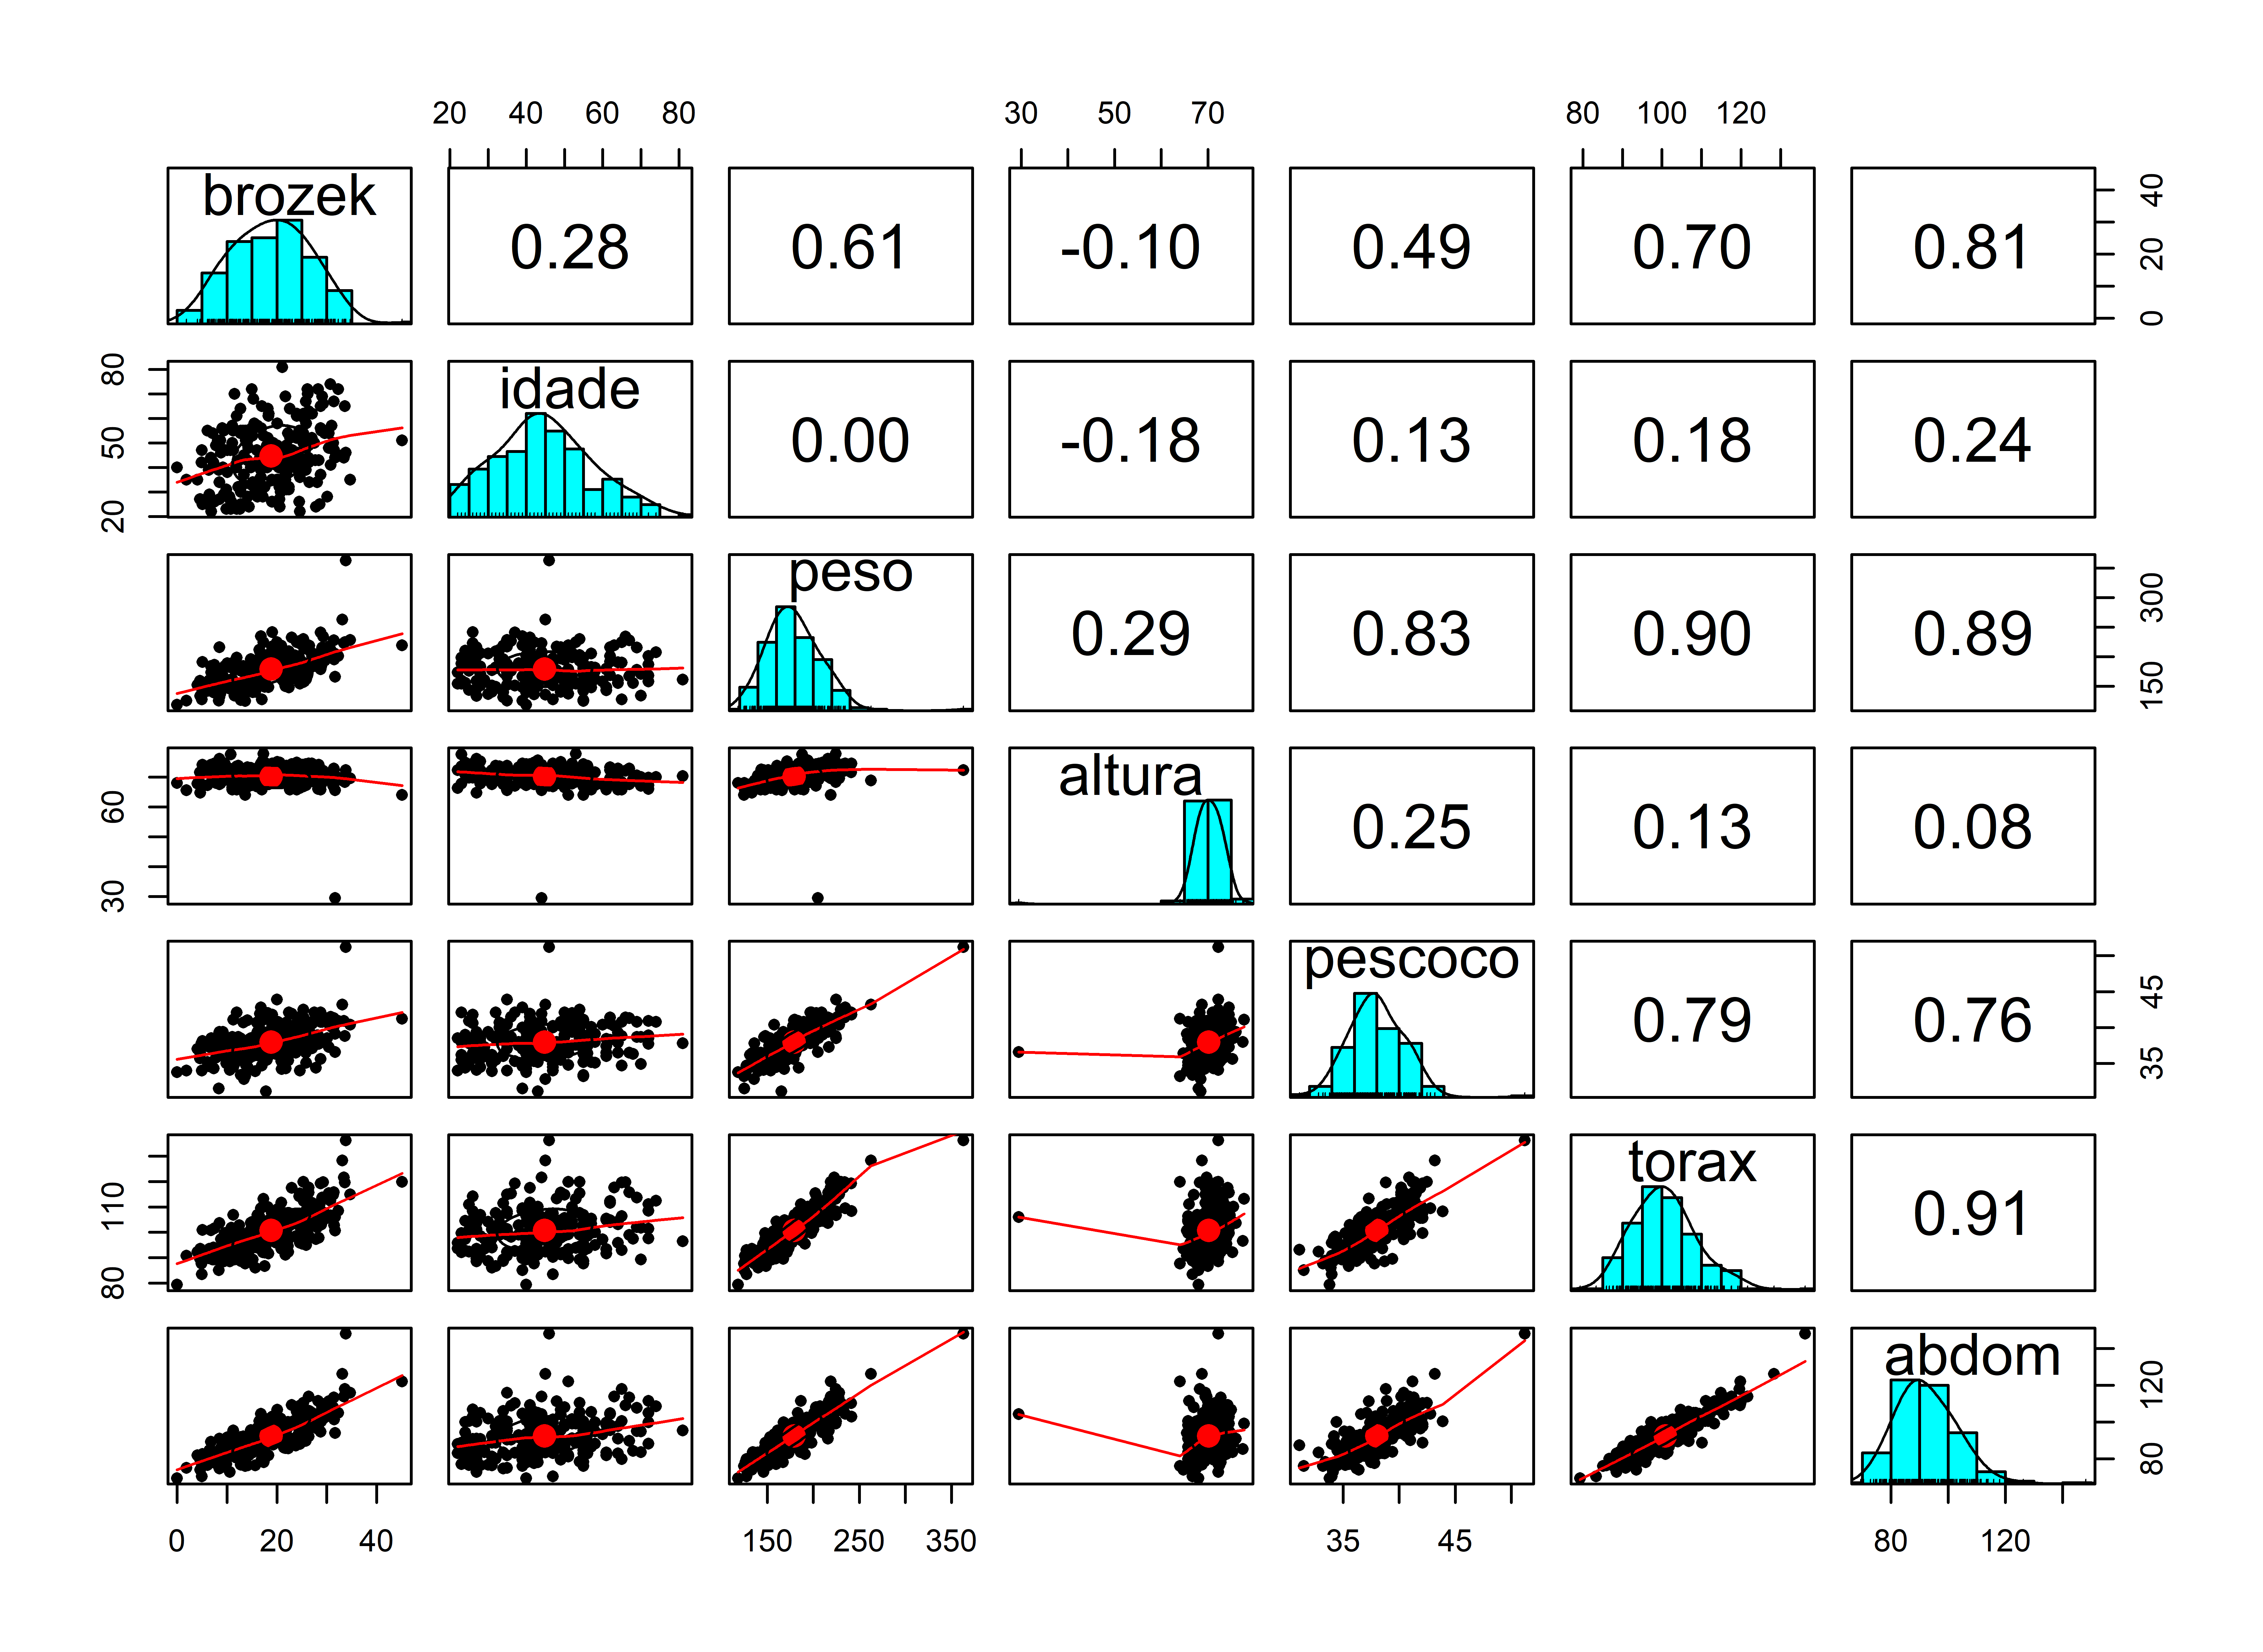 20 40 60 80 30 50 70 80 100 120
brozek 0.28 0.61 -0.10 0.49 0.70 0.81 0 20 40
20 50 80 idade 0.00 -0.18 0.13 0.18 0.24
peso 0.29 0.83 0.90 0.89 150 300
30 60 altura 0.25 0.13 0.08
pescoco 0.79 0.76 35 45
80 110 torax 0.91
abdom 80 120
0 20 40 150 250 350 35 45 80 120